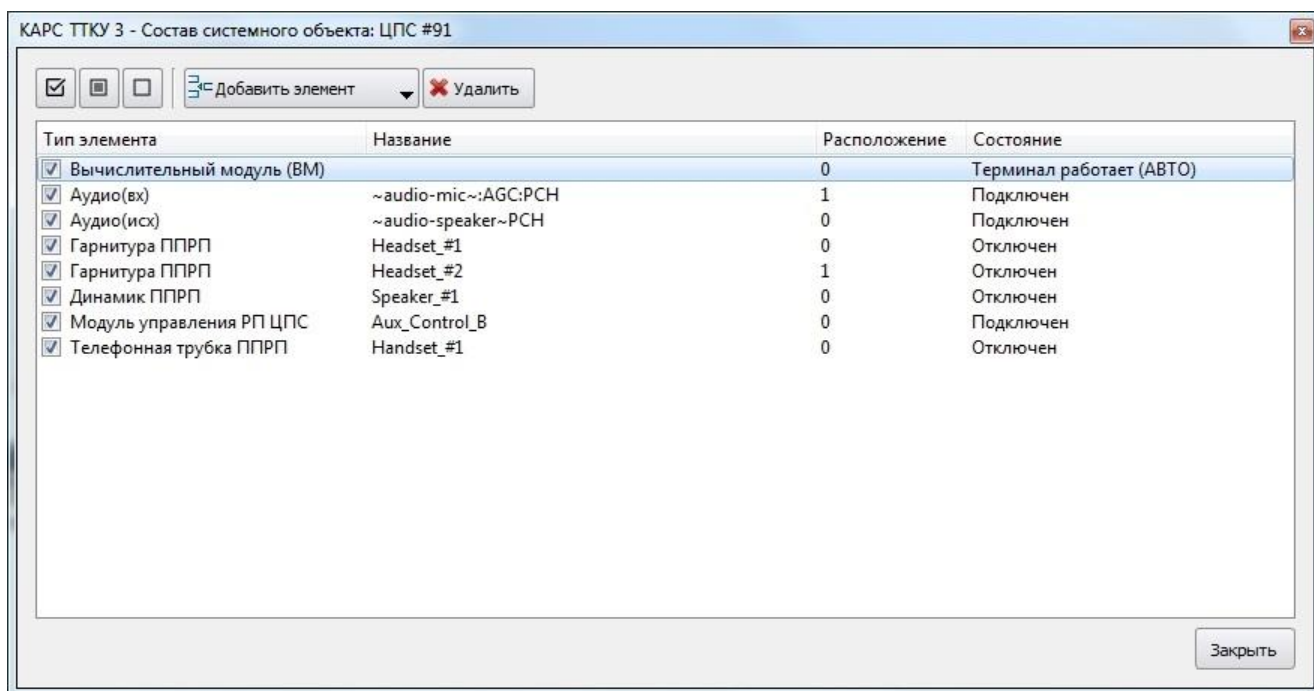 КАРС ТТКУ 3 - Состав системного объекта: ЦПС #91
Добавить элемент Удалить
Тип элемента Название Расположение Состояние
Вычислительный модуль (ВМ) 0 Терминал работает (АВТО)
Аудио(вх) ~audio-mic~:AGC:PCH 1 Подключен
Аудио(исх) ~audio-speaker~PCH 0 Подключен
Гарнитура ППРП Headset_#1 0 Отключен
Гарнитура ППРП Headset_#2 1 Отключен
Динамик ППРП Speaker_#1 0 Отключен
Модуль управления РП ЦПС Aux_Control_B 0 Подключен
Телефонная трубка ППРП Handset_#1 0 Отключен
Закрыть